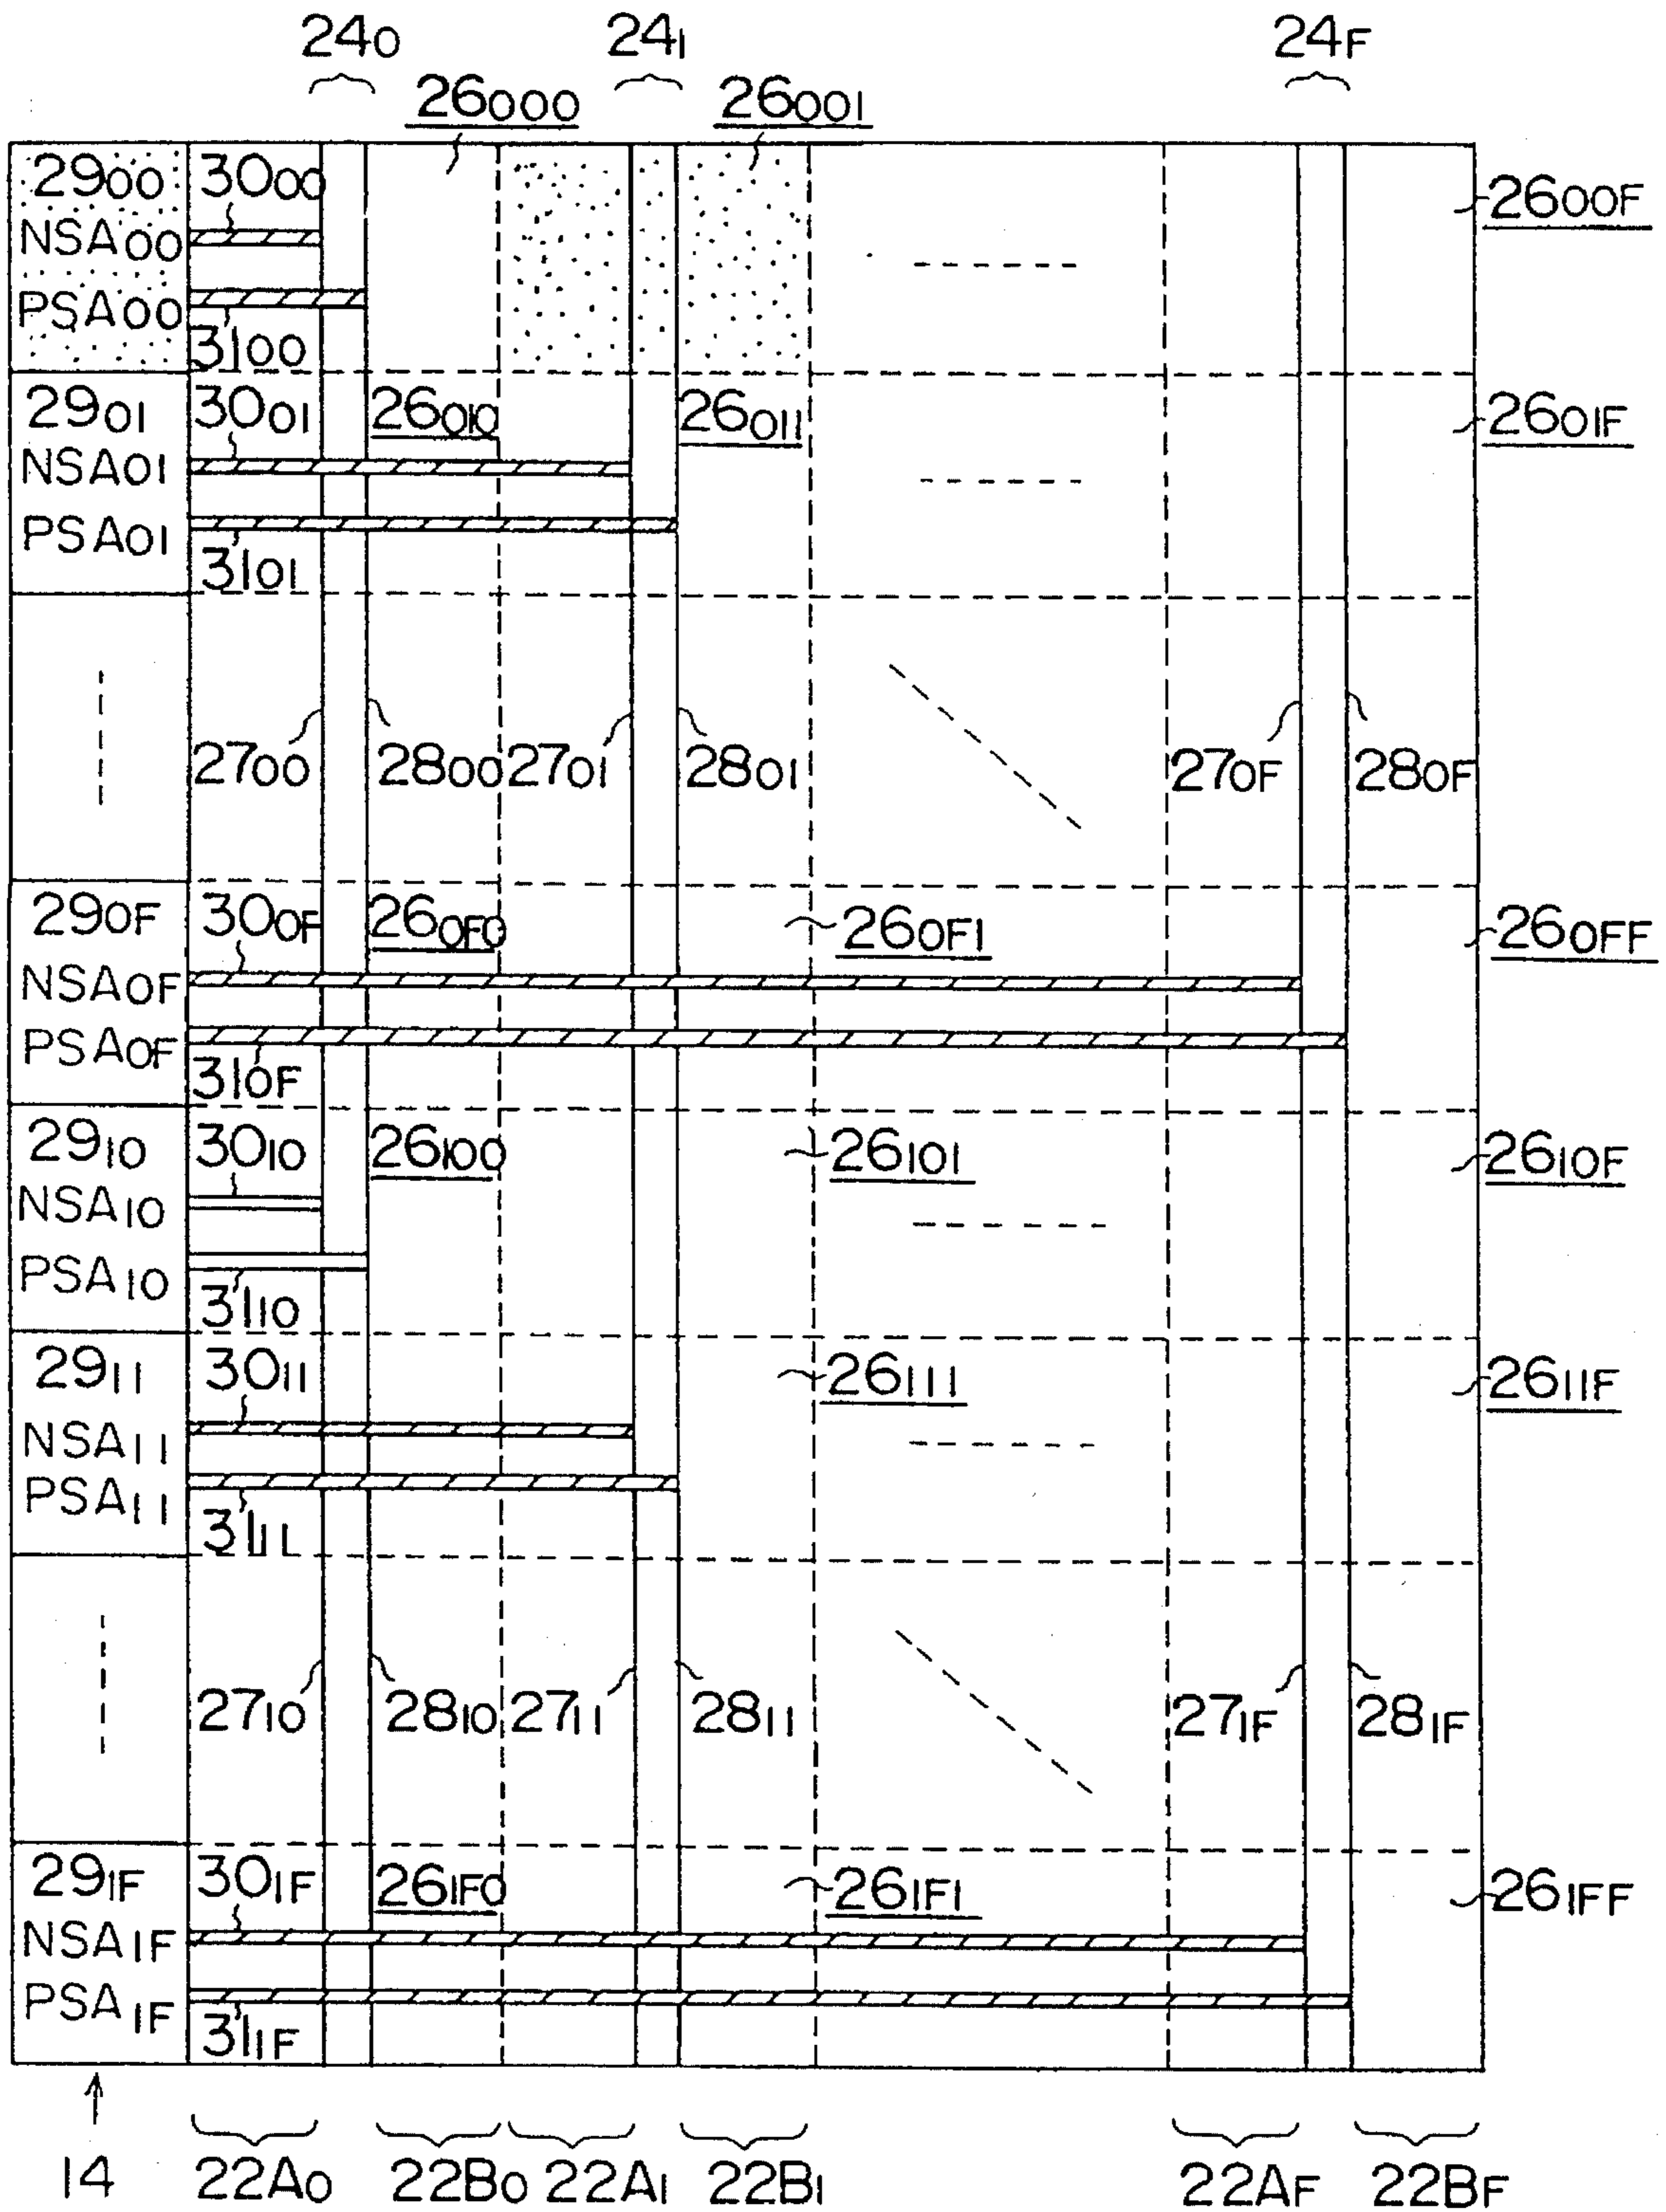 24₀ 24₁ 24F
26₀₀₀ 26₀₀₁
29₀₀ 30₀₀ 26₀₀F
NSA₀₀
PSA₀₀
31₀₀
29₀₁ 30₀₁ 26₀₁₀ 26₀₁₁ 26₀₁F
NSA₀₁
PSA₀₁
31₀₁
27₀₀ 28₀₀ 27₀₁ 28₀₁ 27₀F 28₀F
29₀F 30₀F 26₀F₀ 26₀F₁ 26₀FF
NSA₀F
PSA₀F
31₀F
29₁₀ 30₁₀ 26₁₀₀ 26₁₀₁ 26₁₀F
NSA₁₀
PSA₁₀
31₁₀
29₁₁ 30₁₁ 26₁₁₁ 26₁₁F
NSA₁₁
PSA₁₁
31₁₁
27₁₀ 28₁₀ 27₁₁ 28₁₁ 27₁F 28₁F
29₁F 30₁F 26₁F₀ 26₁F₁ 26₁FF
NSA₁F
PSA₁F
31₁F
14 22A₀ 22B₀ 22A₁ 22B₁ 22AF 22BF